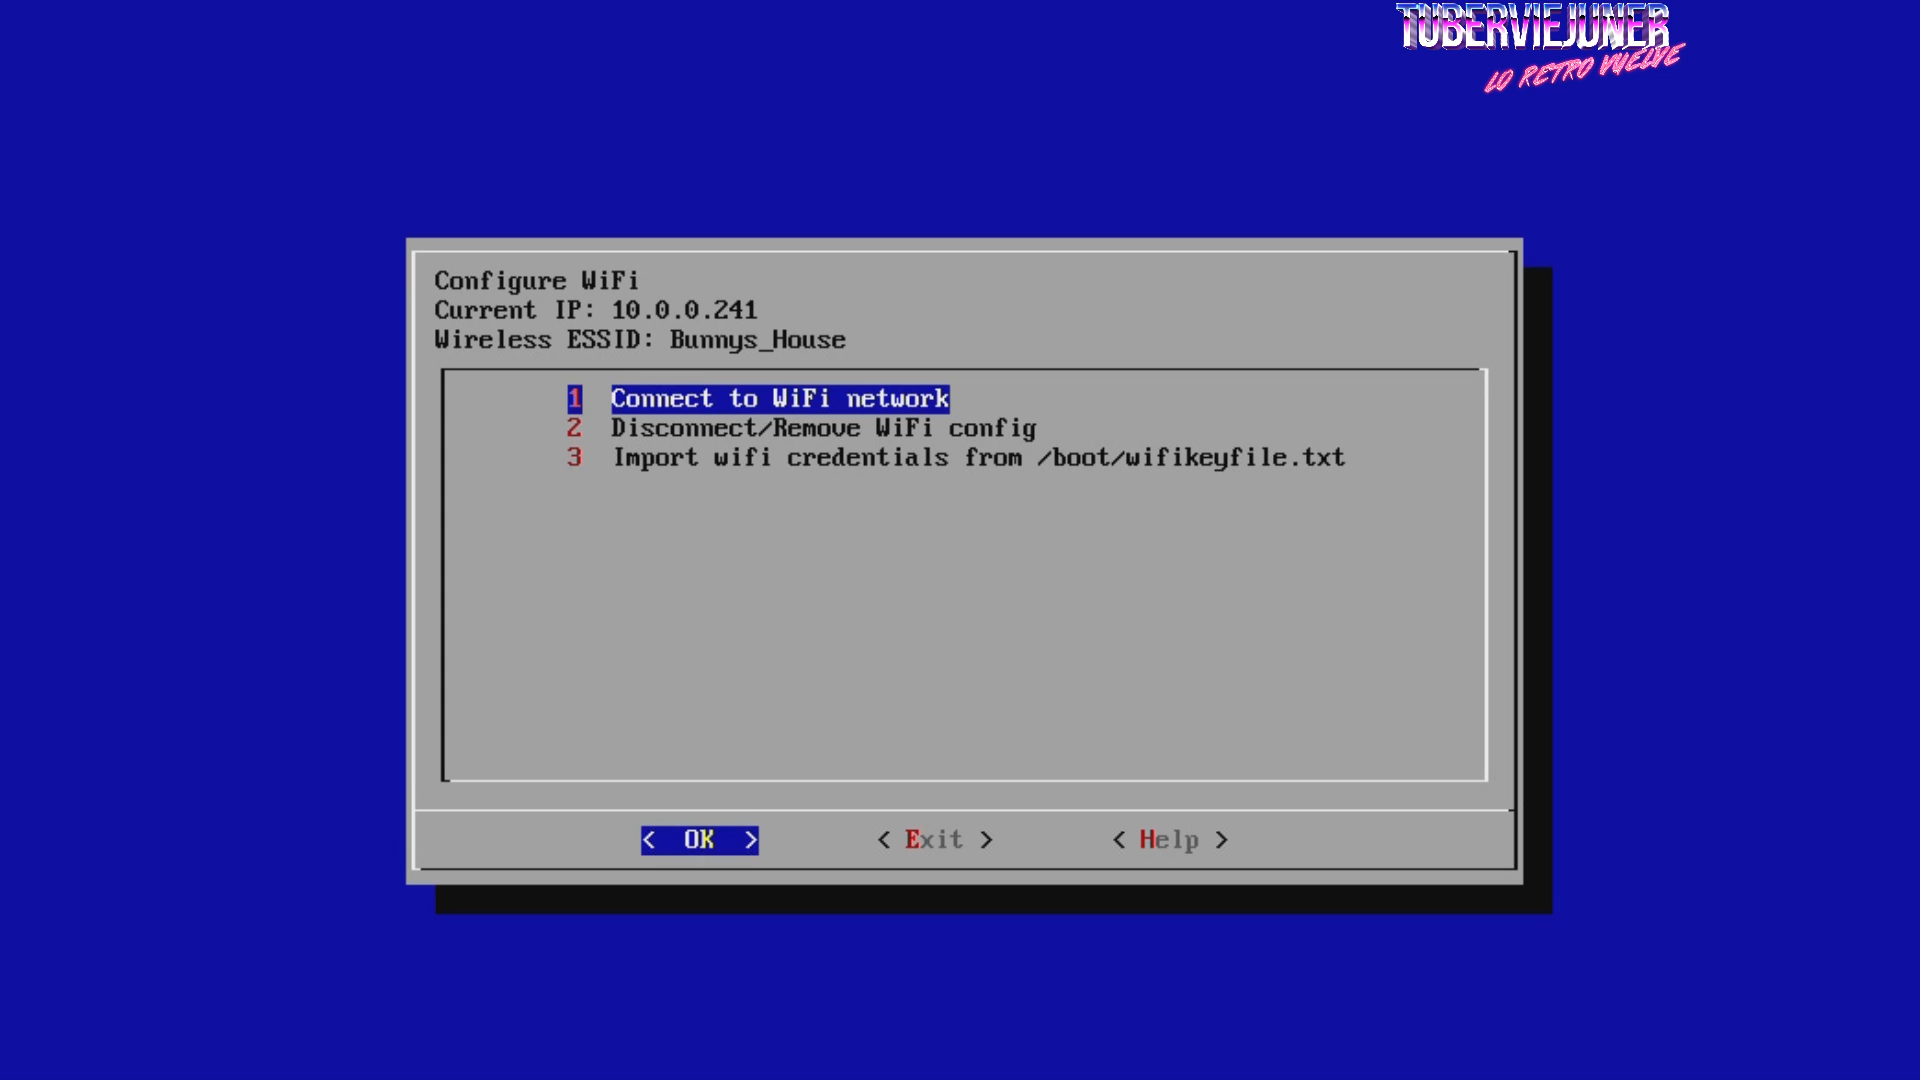 TUBERVIEJUNER
LO RETRO VUELVE
Configure WiFi
Current IP: 10.0.0.241
Wireless ESSID: Bunnys_House
1 Connect to WiFi network
2 Disconnect/Remove WiFi config
3 Import wifi credentials from /boot/wifikeyfile.txt
< OK > < Exit > < Help >